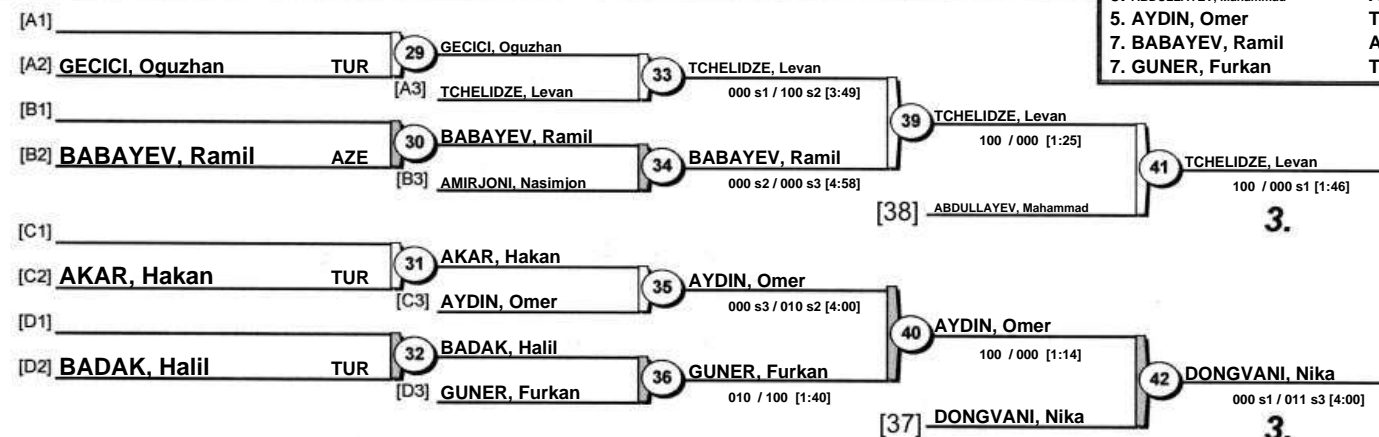 5. AYDIN, Omer T
7. BABAYEV, Ramil A
7. GUNER, Furkan T
[A1]
[A2] GECICI, Oguzhan TUR
29
GECICI, Oguzhan
[A3] TCHELIDZE, Levan
33
TCHELIDZE, Levan
000 s1 / 100 s2 [3:49]
[B1]
[B2] BABAYEV, Ramil AZE
30
BABAYEV, Ramil
[B3] AMIRJONI, Nasimjon
34
BABAYEV, Ramil
000 s2 / 000 s3 [4:58]
39
TCHELIDZE, Levan
100 / 000 [1:25]
[38] ABDULLAYEV, Mahammad
41
TCHELIDZE, Levan
100 / 000 s1 [1:46]
3.
[C1]
[C2] AKAR, Hakan TUR
31
AKAR, Hakan
[C3] AYDIN, Omer
35
AYDIN, Omer
000 s3 / 010 s2 [4:00]
[D1]
[D2] BADAK, Halil TUR
32
BADAK, Halil
[D3] GUNER, Furkan
36
GUNER, Furkan
010 / 100 [1:40]
40
AYDIN, Omer
100 / 000 [1:14]
[37] DONGVANI, Nika
42
DONGVANI, Nika
000 s1 / 011 s3 [4:00]
3.